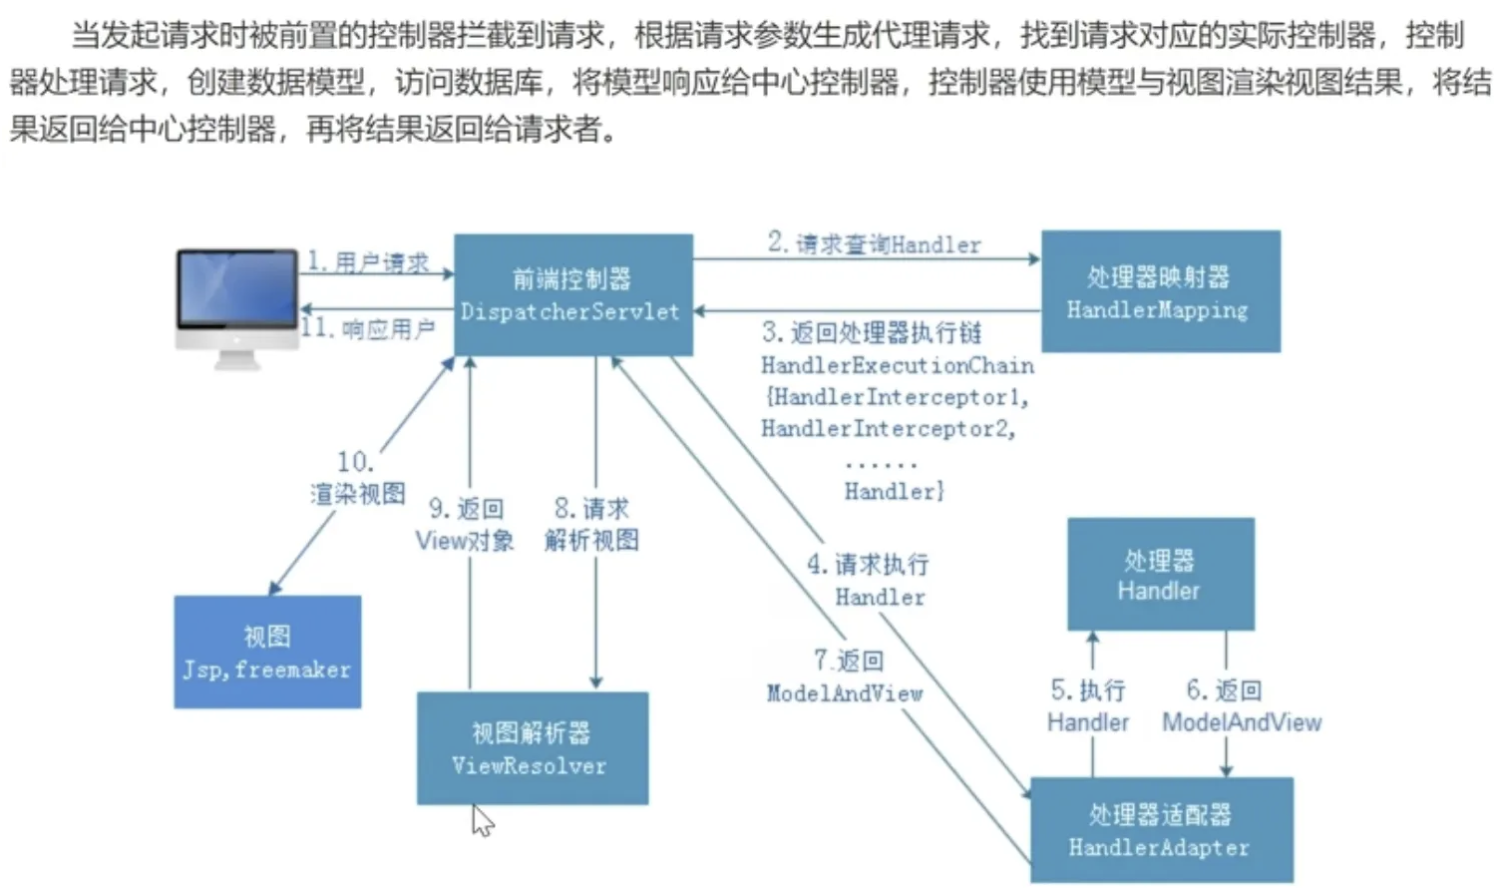 当发起请求时被前置的控制器拦截到请求，根据请求参数生成代理请求，找到请求对应的实际控制器，控制
器处理请求，创建数据模型，访问数据库，将模型响应给中心控制器，控制器使用模型与视图渲染视图结果，将结
果返回给中心控制器，再将结果返回给请求者。
1.用户请求
11.响应用户
前端控制器
DispatcherServlet
2.请求查询Handler
处理器映射器
HandlerMapping
3.返回处理器执行链
HandlerExecutionChain
{HandlerInterceptor1,
HandlerInterceptor2,
......
Handler}
10.
渲染视图
9.返回
View对象
8.请求
解析视图
4.请求执行
Handler
处理器
Handler
视图
Jsp,freemaker
7.返回
ModelAndView
5.执行
Handler
6.返回
ModelAndView
视图解析器
ViewResolver
处理器适配器
HandlerAdapter